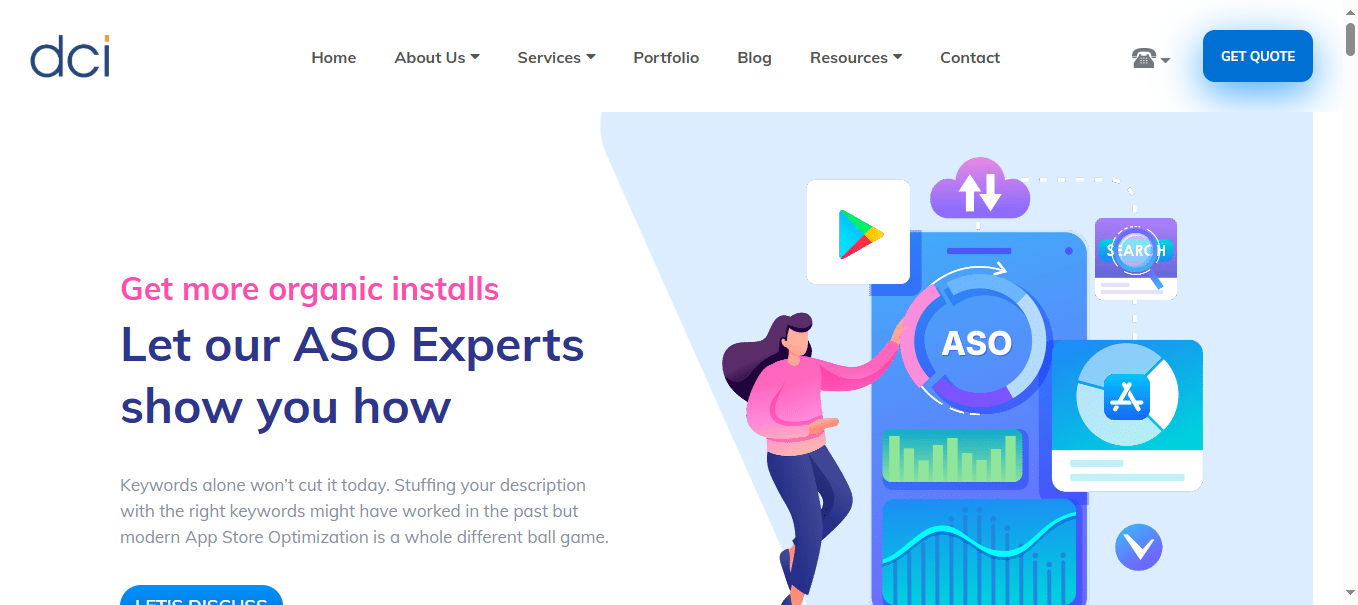 dci
Home
About Us
Services
Portfolio
Blog
Resources
Contact
GET QUOTE
SEARCH
Get more organic installs
Let our ASO Experts
show you how
ASO
Keywords alone won’t cut it today. Stuffing your description
with the right keywords might have worked in the past but
modern App Store Optimization is a whole different ball game.
LET'S DISCUSS